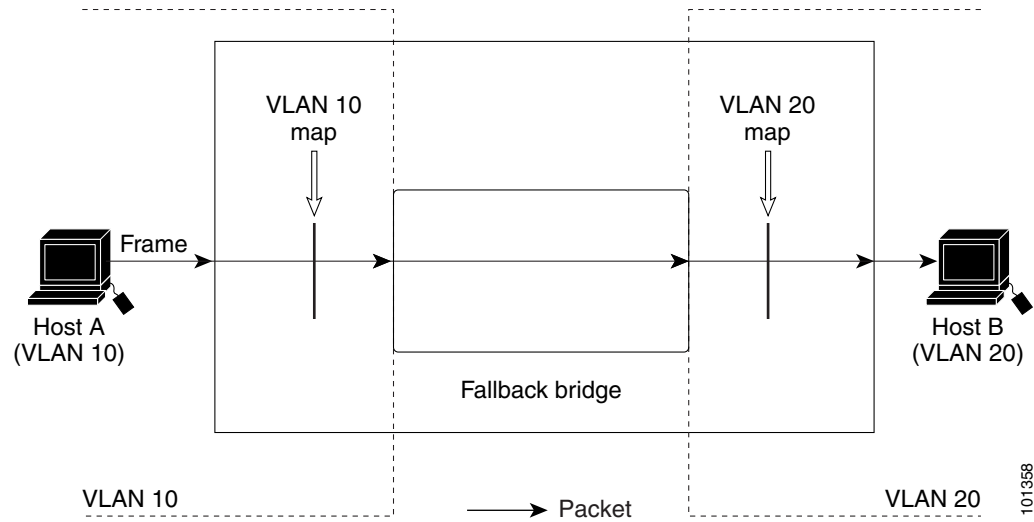 VLAN 10
map
VLAN 20
map
Frame
Host A
(VLAN 10)
Host B
(VLAN 20)
Fallback bridge
VLAN 10
Packet
VLAN 20
101358